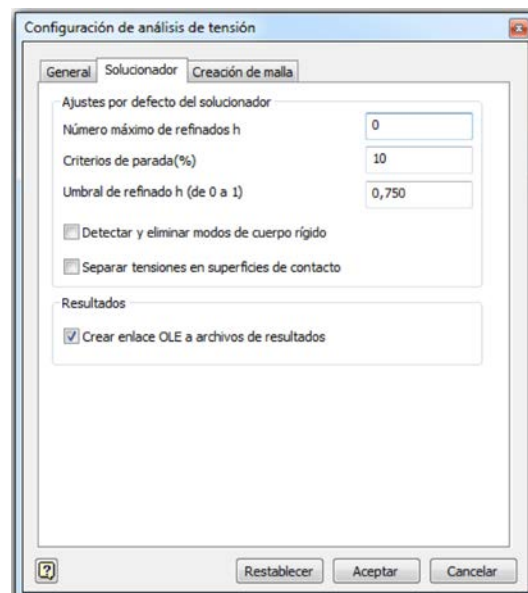 Configuración de análisis de tensión
General Solucionador Creación de malla
Ajustes por defecto del solucionador
Número máximo de refinados h 0
Criterios de parada(%) 10
Umbral de refinado h (de 0 a 1) 0,750
Detectar y eliminar modos de cuerpo rígido
Separar tensiones en superficies de contacto
Resultados
Crear enlace OLE a archivos de resultados
Restablecer Aceptar Cancelar